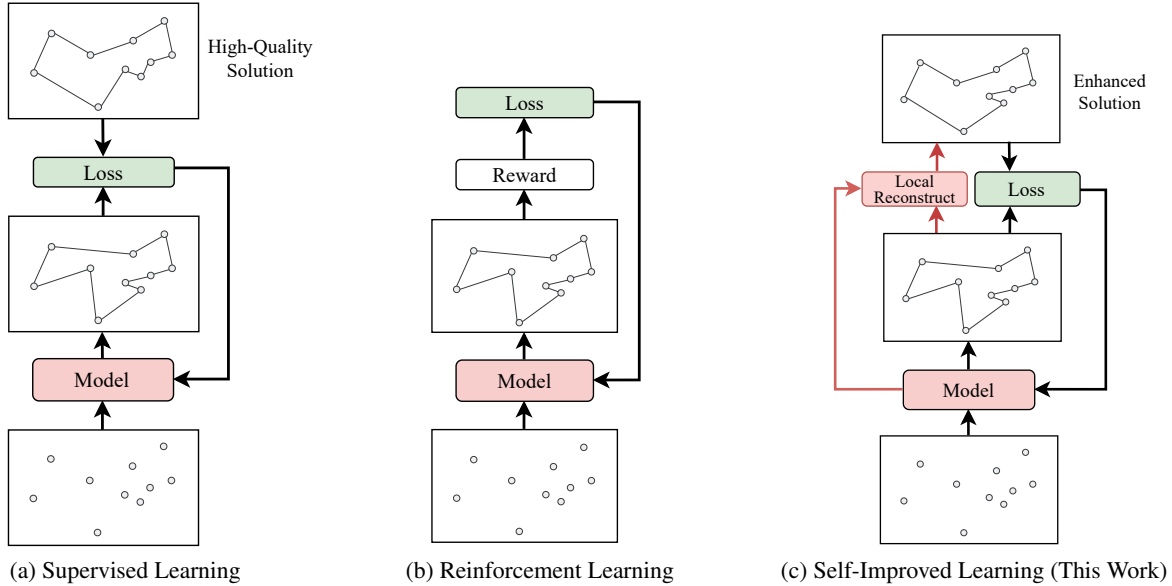 High-Quality
Solution
Loss
Model
(a) Supervised Learning
Loss
Reward
Model
(b) Reinforcement Learning
Enhanced
Solution
Local
Reconstruct
Loss
Model
(c) Self-Improved Learning (This Work)